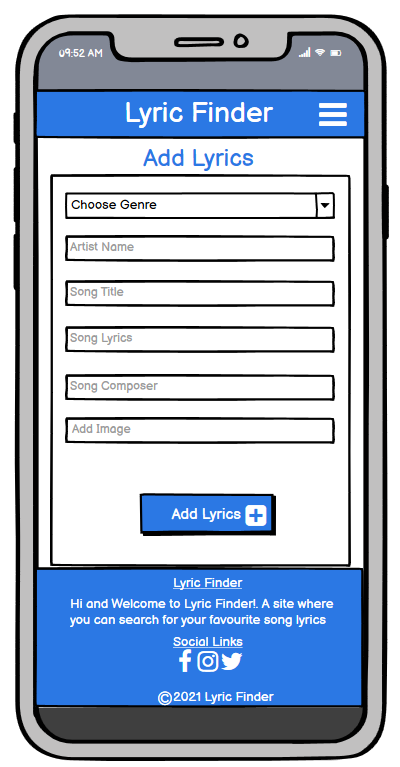 09:52 AM
Lyric Finder
Add Lyrics
Choose Genre
Artist Name
Song Title
Song Lyrics
Song Composer
Add Image
Add Lyrics
Lyric Finder
Hi and Welcome to Lyric Finder!. A site where
you can search for your favourite song lyrics
Social Links
©2021 Lyric Finder